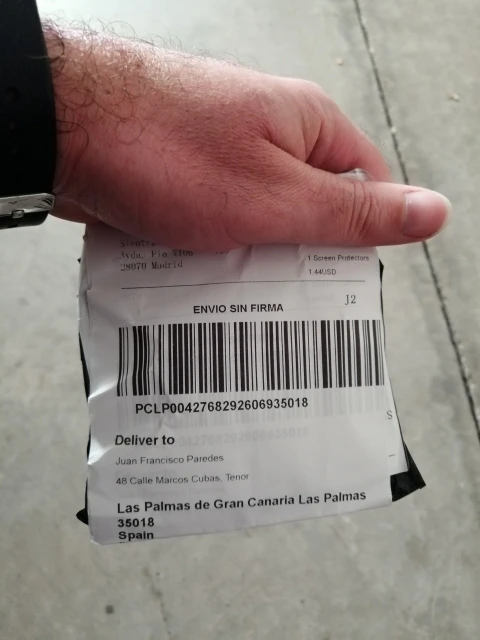 Avda. Pio XII
28070 Madrid
1 Screen Protectors
1.44USD
J2
ENVIO SIN FIRMA
PCLP0042768292606935018
Deliver to
Juan Francisco Paredes
48 Calle Marcos Cubas, Tenor
Las Palmas de Gran Canaria Las Palmas
35018
Spain
S